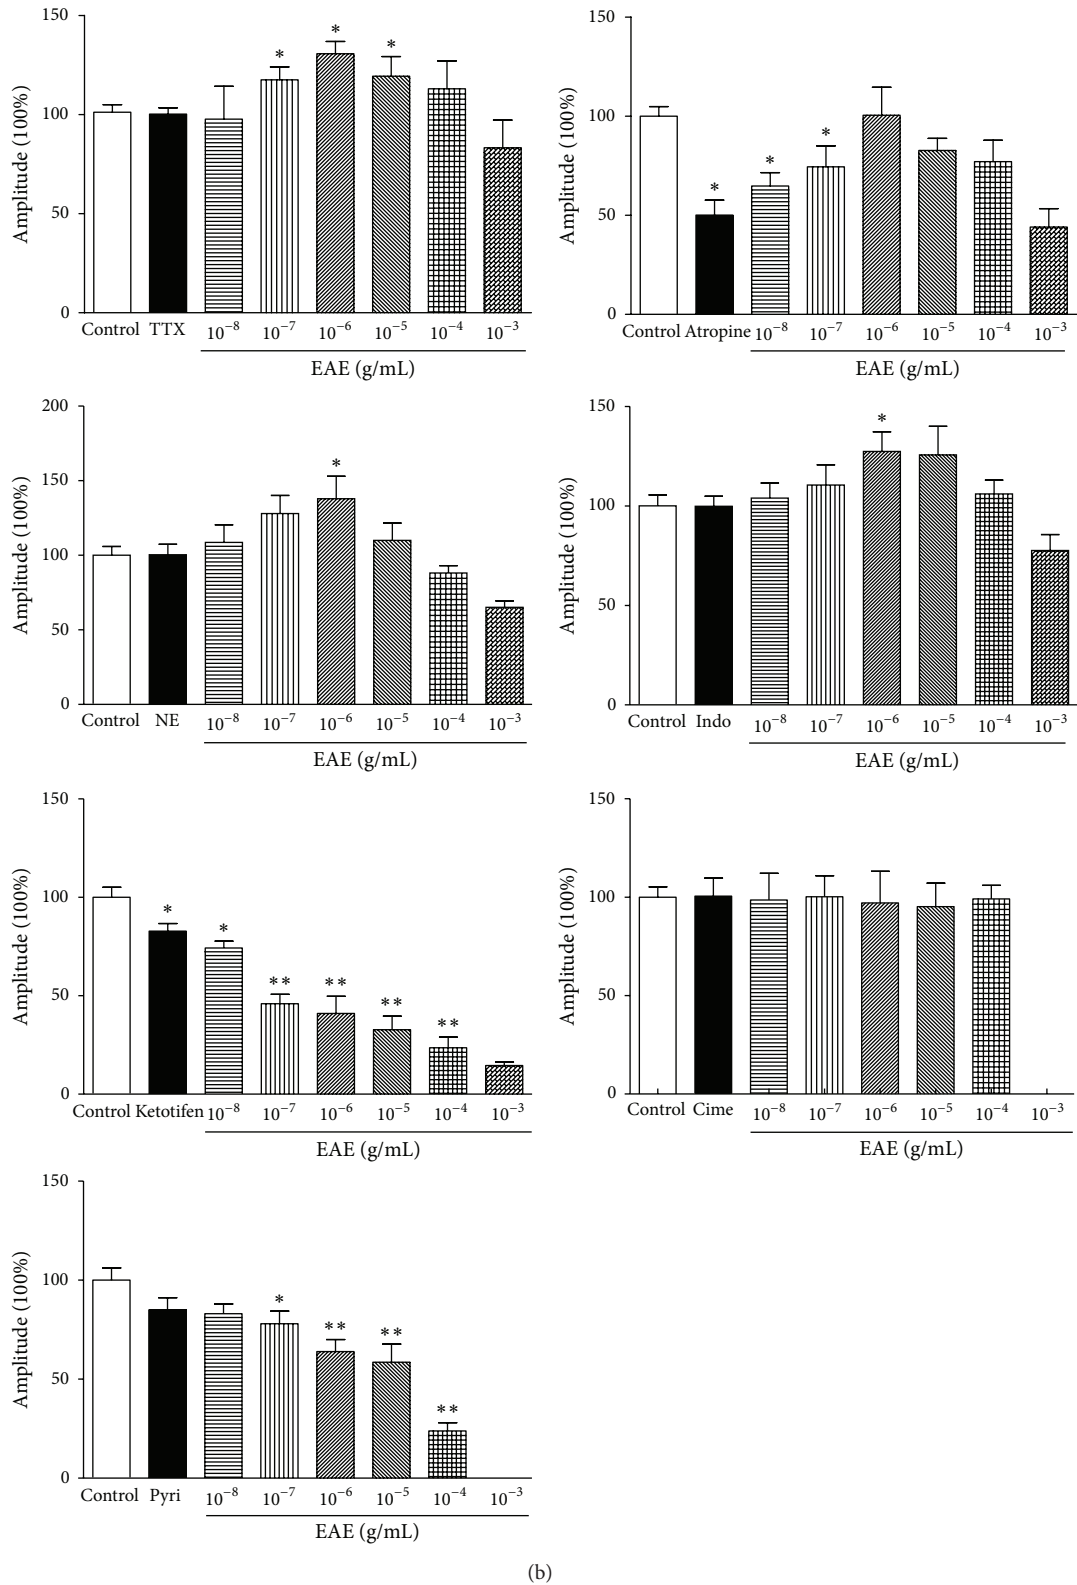 150
100
50
0
Amplitude (100%)
* * *
Control TTX 10⁻⁸ 10⁻⁷ 10⁻⁶ 10⁻⁵ 10⁻⁴ 10⁻³
EAE (g/mL)
150
100
50
0
Amplitude (100%)
* * *
Control Atropine 10⁻⁸ 10⁻⁷ 10⁻⁶ 10⁻⁵ 10⁻⁴ 10⁻³
EAE (g/mL)
200
150
100
50
0
Amplitude (100%)
*
Control NE 10⁻⁸ 10⁻⁷ 10⁻⁶ 10⁻⁵ 10⁻⁴ 10⁻³
EAE (g/mL)
150
100
50
0
Amplitude (100%)
*
Control Indo 10⁻⁸ 10⁻⁷ 10⁻⁶ 10⁻⁵ 10⁻⁴ 10⁻³
EAE (g/mL)
150
100
50
0
Amplitude (100%)
* * ** ** ** **
Control Ketotifen 10⁻⁸ 10⁻⁷ 10⁻⁶ 10⁻⁵ 10⁻⁴ 10⁻³
EAE (g/mL)
150
100
50
0
Amplitude (100%)
Control Cime 10⁻⁸ 10⁻⁷ 10⁻⁶ 10⁻⁵ 10⁻⁴ 10⁻³
EAE (g/mL)
150
100
50
0
Amplitude (100%)
* ** ** **
Control Pyri 10⁻⁸ 10⁻⁷ 10⁻⁶ 10⁻⁵ 10⁻⁴ 10⁻³
EAE (g/mL)
(b)